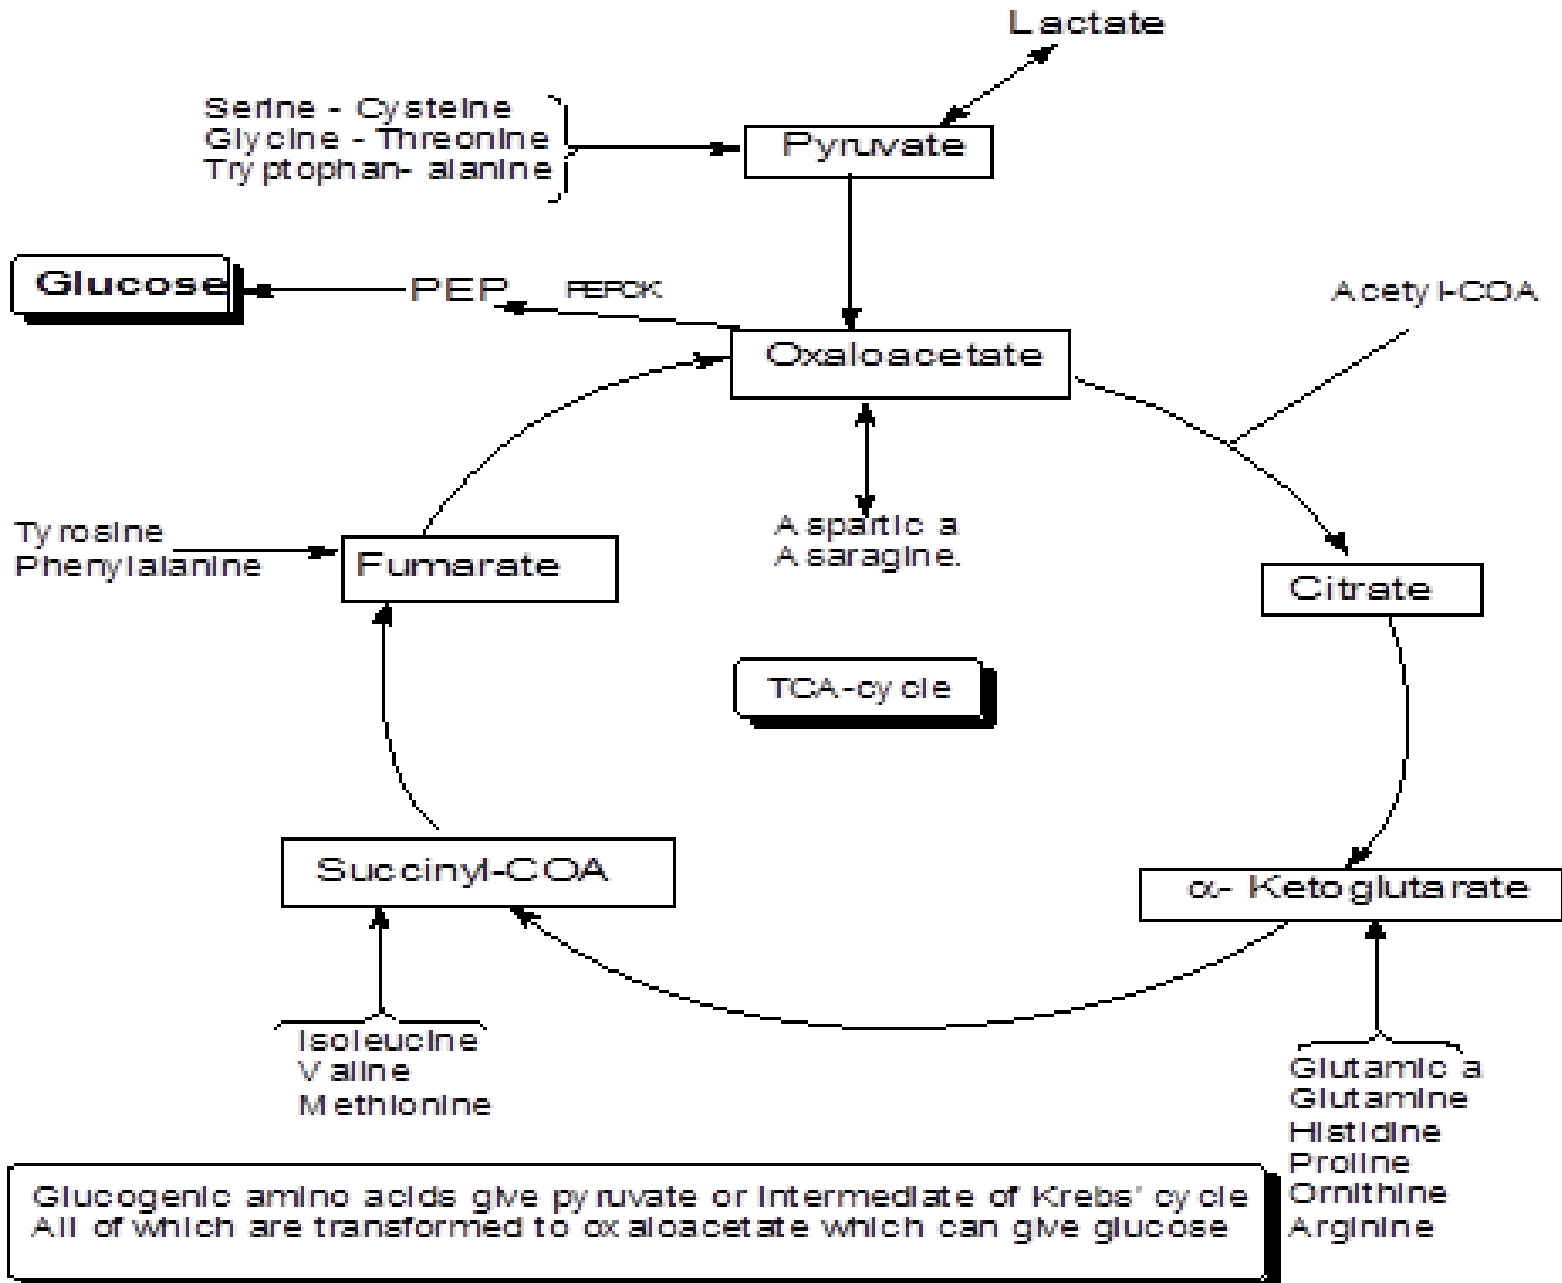 Lactate
Serine - Cysteine
Glycine - Threonine
Tryptophan- alanine
Pyruvate
Glucose
PEP
PEPCK
Acetyl-COA
Oxaloacetate
Tyrosine
Phenylalanine
Fumarate
Aspartic a
Asaragine.
Citrate
TCA-cycle
Succinyl-COA
α- Ketoglutarate
Isoleucine
Valine
Methionine
Glutamic a
Glutamine
Histidine
Proline
Ornithine
Arginine
Glucogenic amino acids give pyruvate or intermediate of Krebs' cycle
All of which are transformed to oxaloacetate which can give glucose